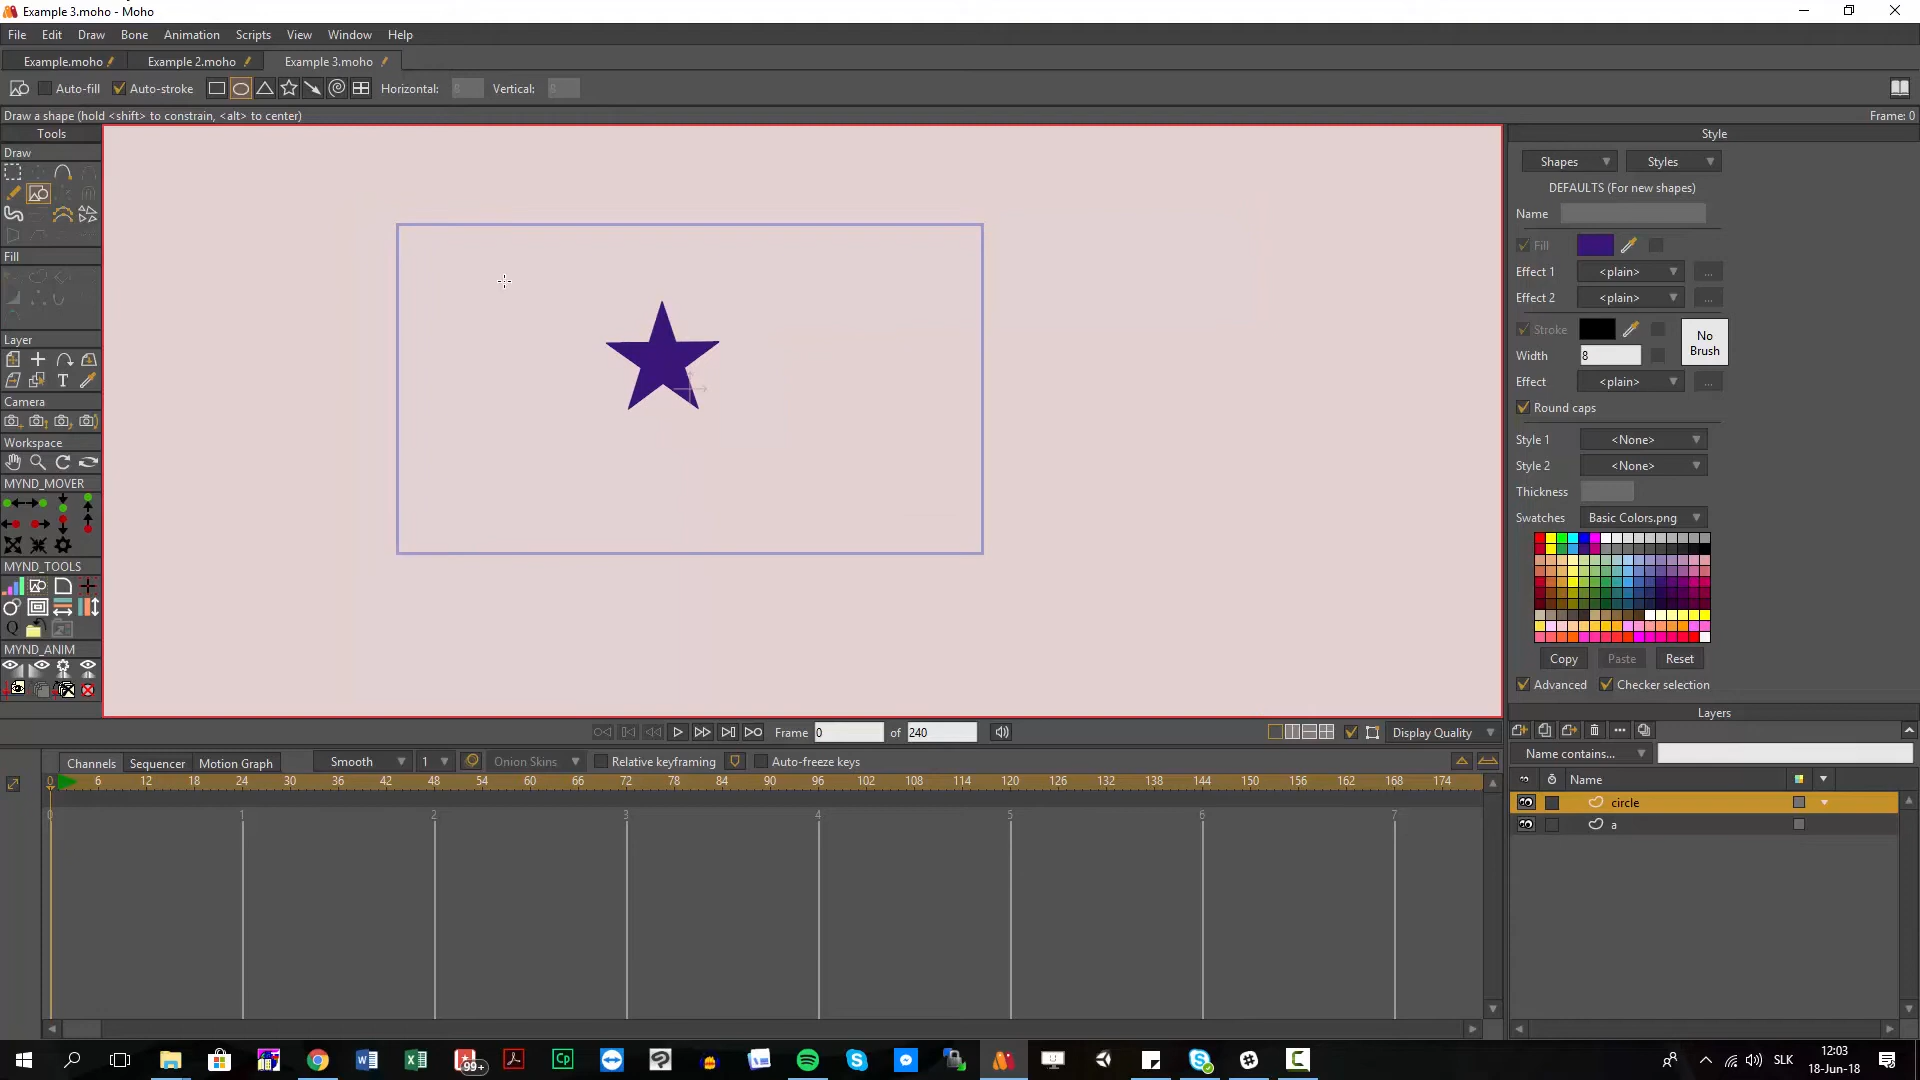 Example 3.moho - Moho
File Edit Draw Bone Animation Scripts View Window Help
Example.moho Example 2.moho Example 3.moho
Auto-fill Auto-stroke Horizontal: Vertical:
Draw a shape (hold <shift> to constrain, <alt> to center) Frame: 0
Tools
Draw
Fill
Layer
T
Camera
Workspace
MYND_MOVER
MYND_TOOLS
Q
MYND_ANIM
Style
Shapes Styles
DEFAULTS (For new shapes)
Name
Fill
Effect 1 <plain> ...
Effect 2 <plain> ...
Stroke No Brush
Width 8
Effect <plain> ...
Round caps
Style 1 <None>
Style 2 <None>
Thickness
Swatches Basic Colors.png
Copy Paste Reset
Advanced Checker selection
Frame 0 of 240 Display Quality
Channels Sequencer Motion Graph Smooth 1 Onion Skins Relative keyframing Auto-freeze keys
0 6 12 18 24 30 36 42 48 54 60 66 72 78 84 90 96 102 108 114 120 126 132 138 144 150 156 162 168 174
0 1 2 3 4 5 6 7
Layers
Name contains...
Name
circle
a
99+ Cp SLK 12:03
18-Jun-18